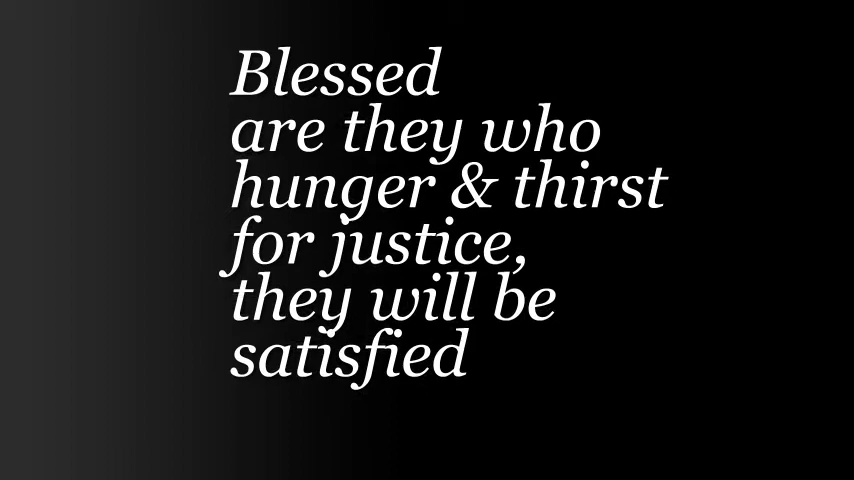 Blessed
are they who
hunger & thirst
for justice,
they will be
satisfied